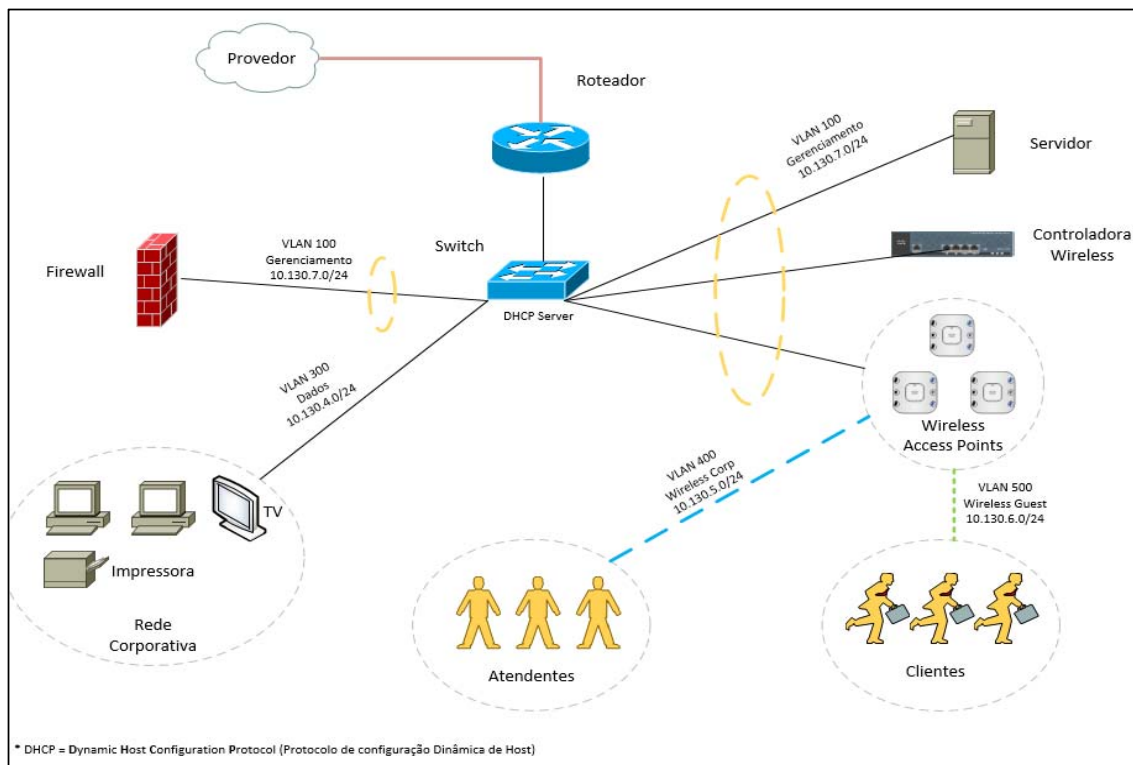 Provedor
Roteador
VLAN 100
Gerenciamento
10.130.7.0/24
Servidor
Switch
DHCP Server
Firewall
VLAN 100
Gerenciamento
10.130.7.0/24
Controladora
Wireless
VLAN 300
Dados
10.130.4.0/24
Wireless
Access Points
VLAN 400
Wireless Corp
10.130.5.0/24
VLAN 500
Wireless Guest
10.130.6.0/24
TV
Impressora
Rede
Corporativa
Atendentes
Clientes
* DHCP = Dynamic Host Configuration Protocol (Protocolo de configuração Dinâmica de Host)